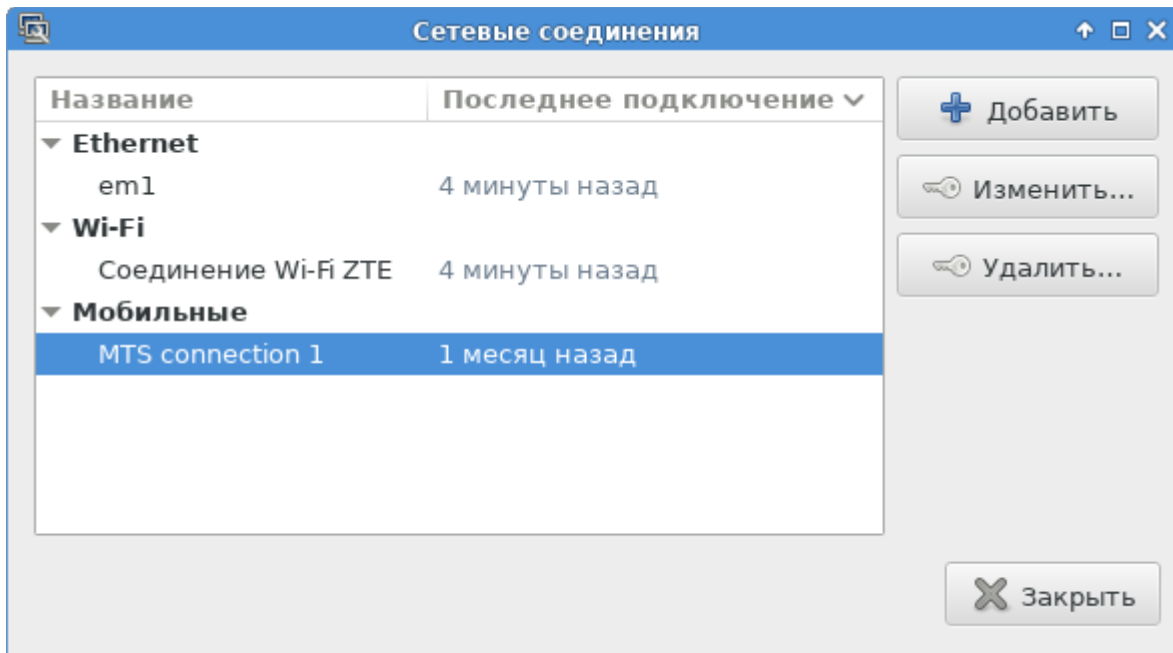 Сетевые соединения
Название Последнее подключение
Ethernet
em1 4 минуты назад
Wi-Fi
Соединение Wi-Fi ZTE 4 минуты назад
Мобильные
MTS connection 1 1 месяц назад
Добавить
Изменить...
Удалить...
Закрыть